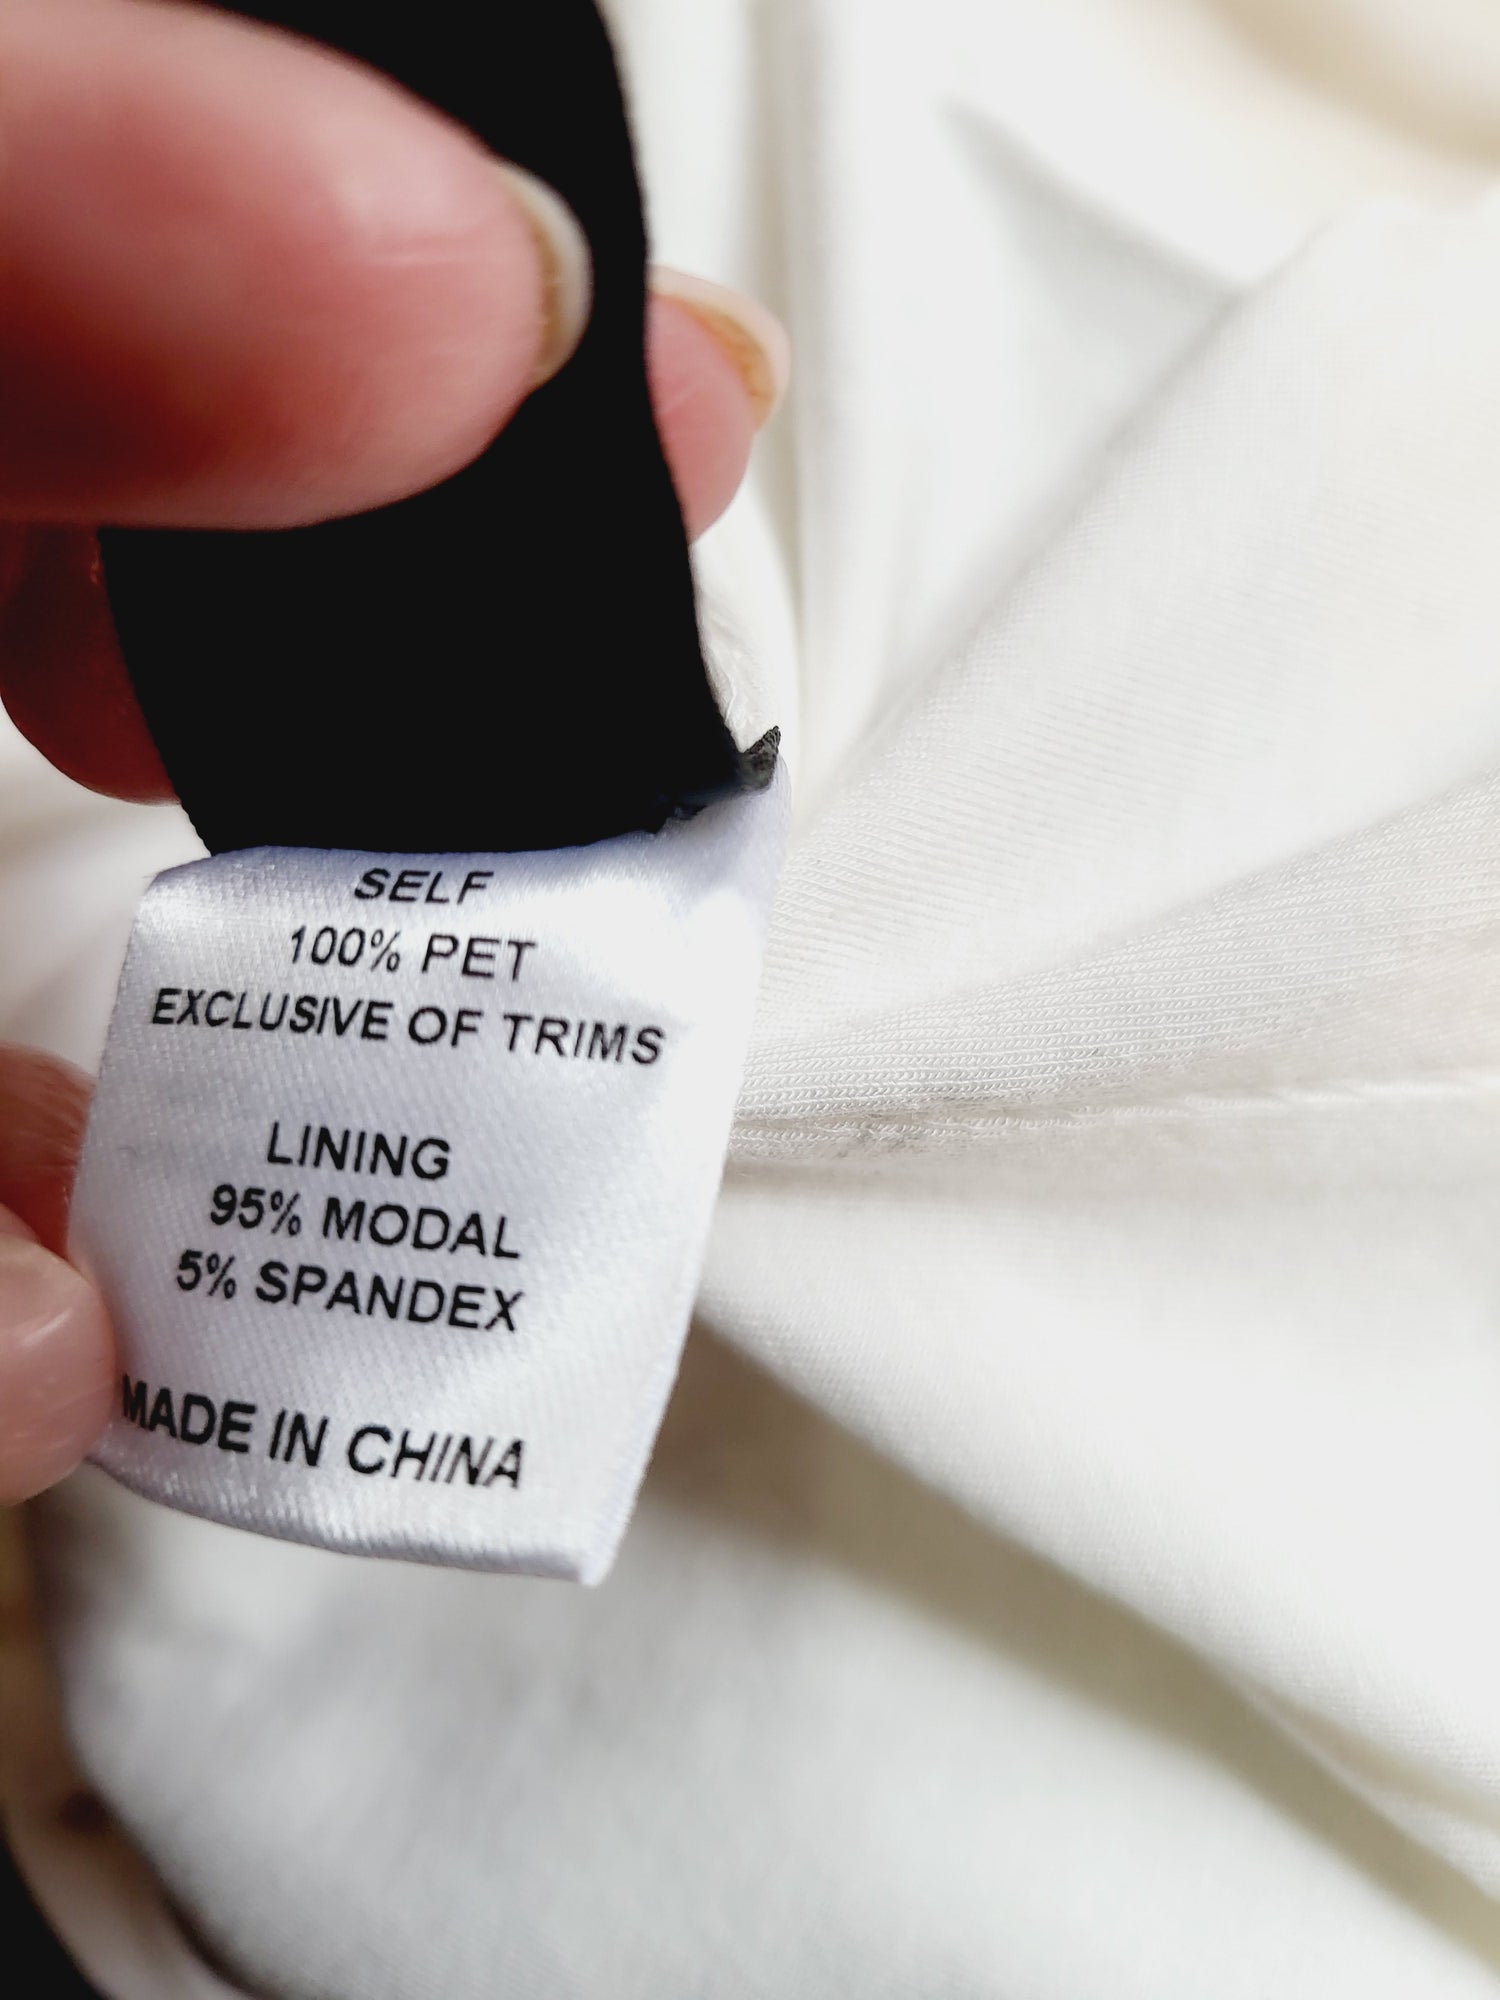 SELF
100% PET
EXCLUSIVE OF TRIMS
LINING
95% MODAL
5% SPANDEX
MADE IN CHINA